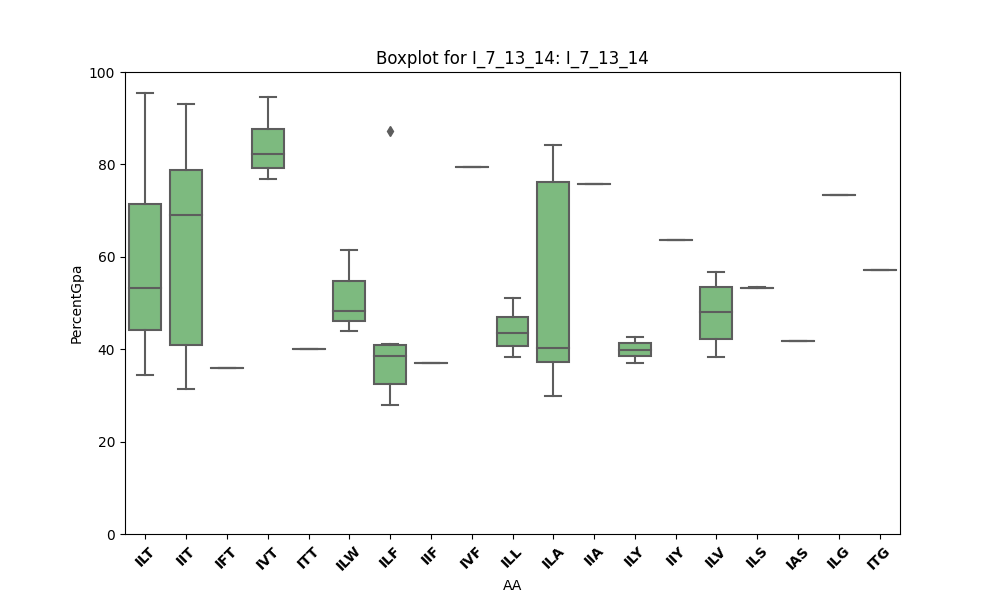 Boxplot for I_7_13_14: I_7_13_14
100
80
60
40
20
0
PercentGpa
ILT IIT IFT IVT ITT ILW ILF IIF IVF ILL ILA IIA ILY IIY ILV ILS IAS ILG ITG
AA